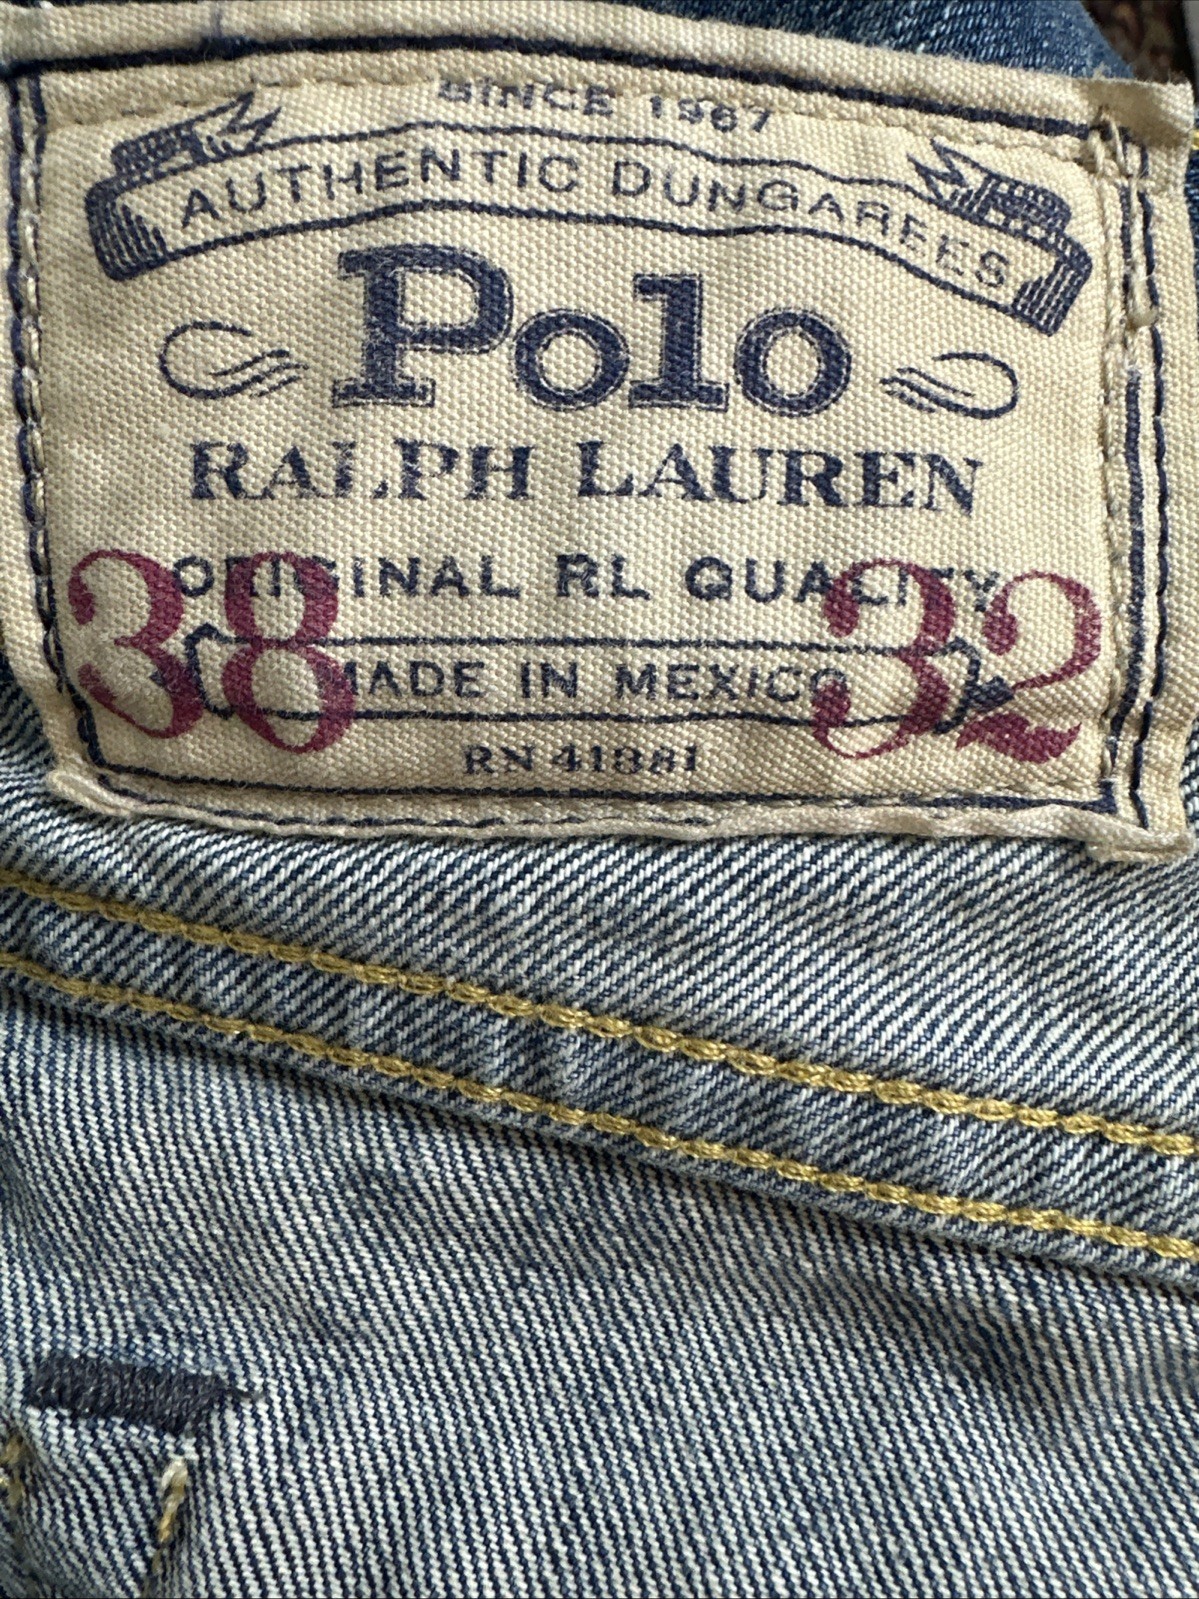 SINCE 1967
AUTHENTIC DUNGAREES
Polo
RALPH LAUREN
ORIGINAL RL QUALITY
38 32
MADE IN MEXICO
RN 41381